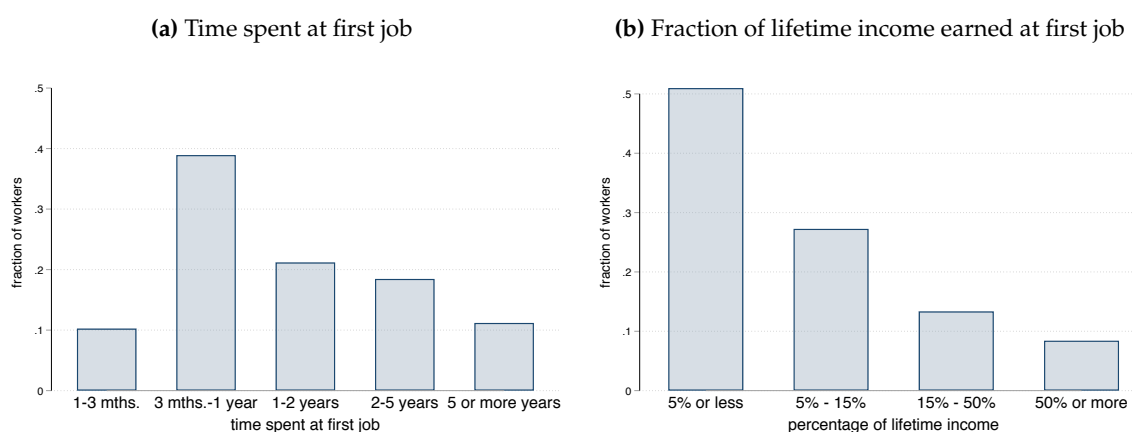 (a) Time spent at first job
.5
.4
.3
.2
.1
0
fraction of workers
1-3 mths. 3 mths.-1 year 1-2 years 2-5 years 5 or more years
time spent at first job
(b) Fraction of lifetime income earned at first job
.5
.4
.3
.2
.1
0
fraction of workers
5% or less 5% - 15% 15% - 50% 50% or more
percentage of lifetime income